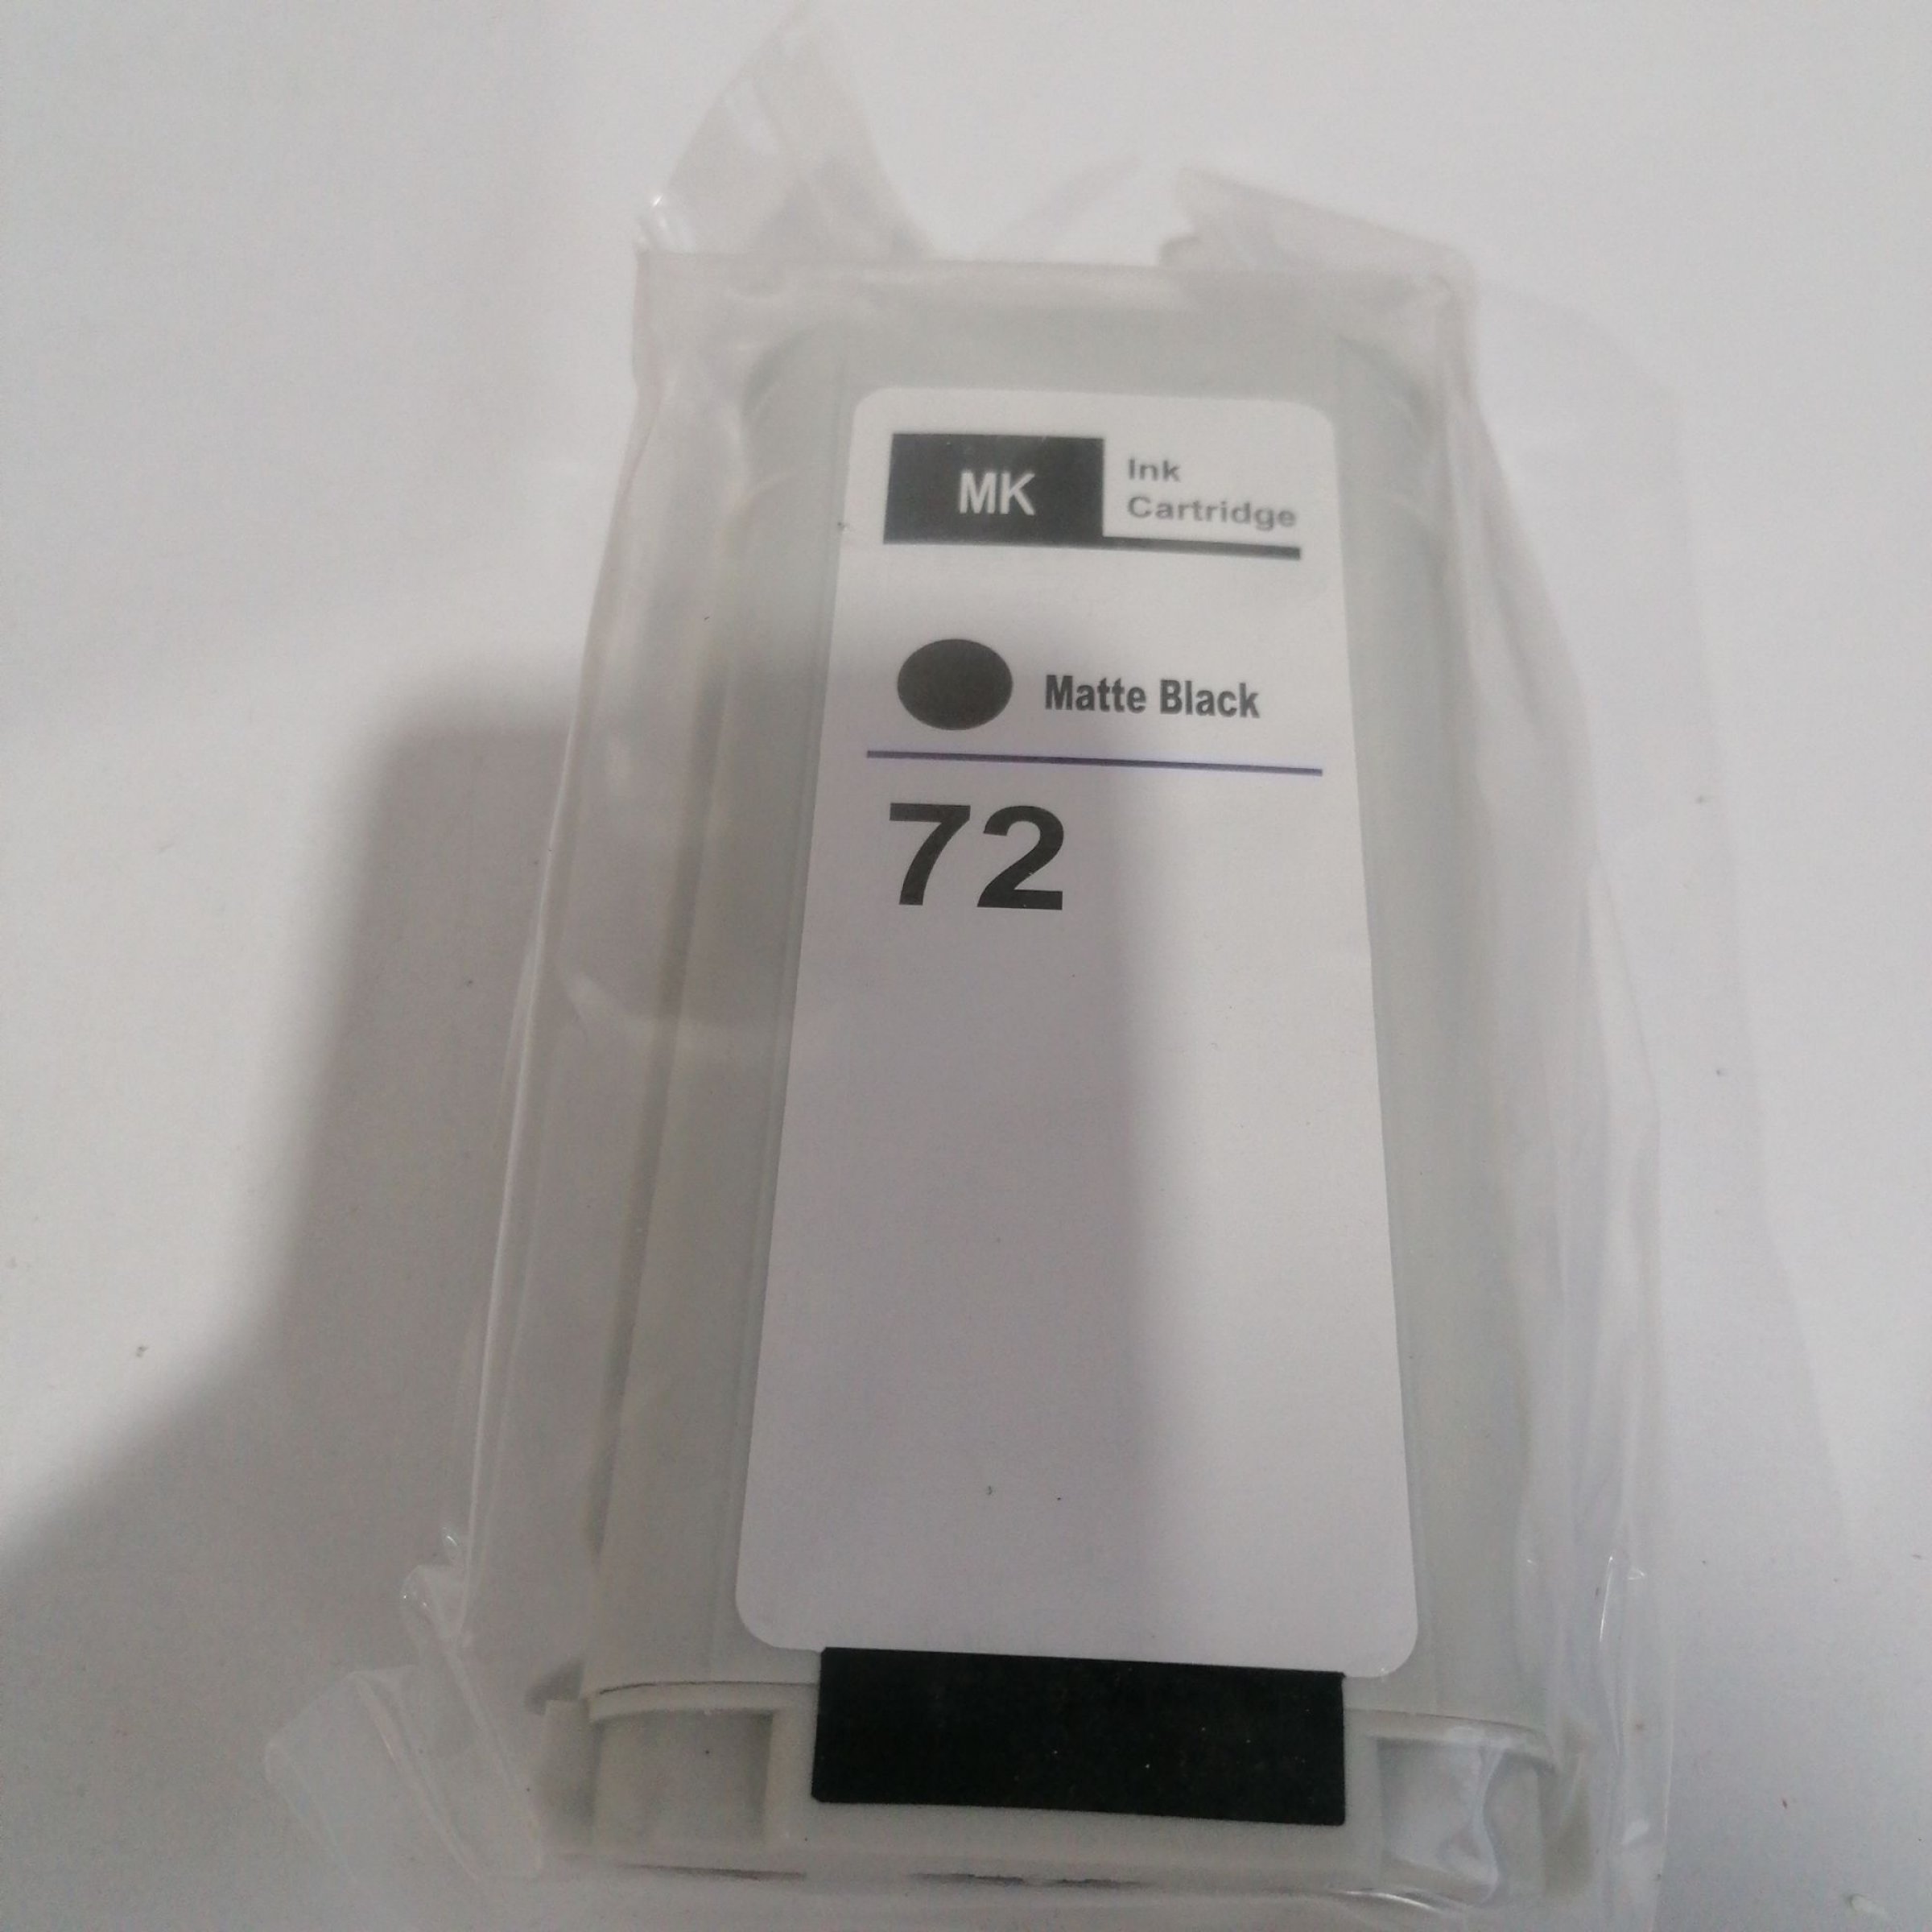 MK
Ink
Cartridge
Matte Black
72